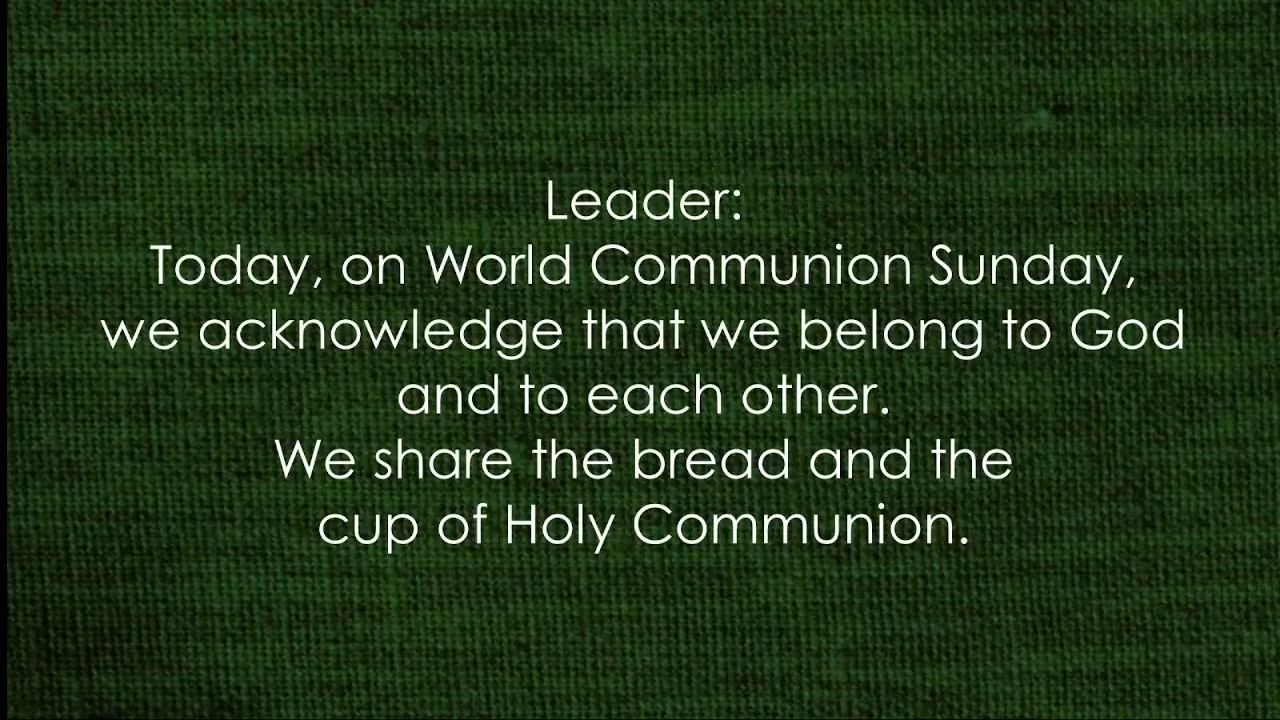 Leader:
Today, on World Communion Sunday,
we acknowledge that we belong to God
and to each other.
We share the bread and the
cup of Holy Communion.